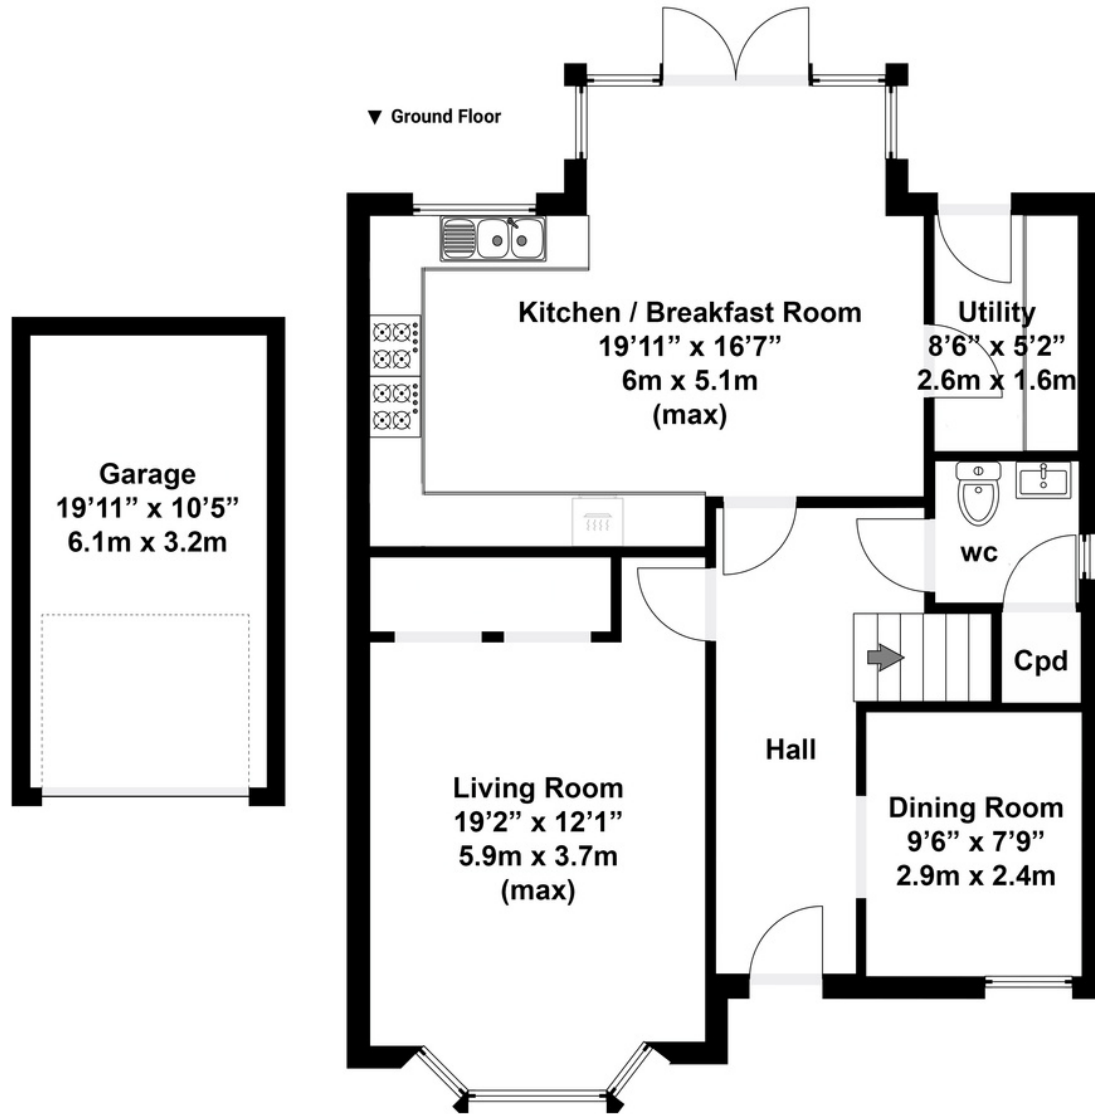 ▼ Ground Floor
Kitchen / Breakfast Room
19’11” x 16’7”
6m x 5.1m
(max)
Utility
8’6” x 5’2”
2.6m x 1.6m
Garage
19’11” x 10’5”
6.1m x 3.2m
wc
Cpd
Hall
Living Room
19’2” x 12’1”
5.9m x 3.7m
(max)
Dining Room
9’6” x 7’9”
2.9m x 2.4m